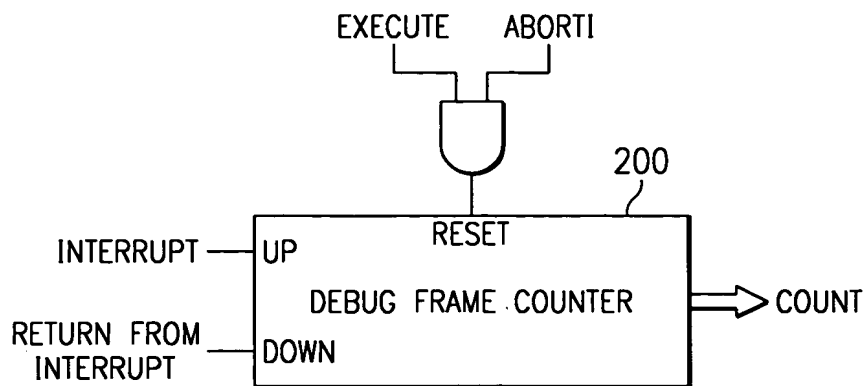 EXECUTE ABORTI
200
RESET
INTERRUPT UP
DEBUG FRAME COUNTER
COUNT
RETURN FROM
INTERRUPT
DOWN